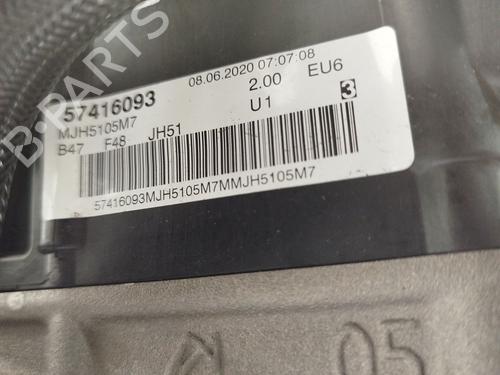 B-PARTS
08.06.2020 07:07:08
57416093 2.00 EU6
MJH5105M7 U1 3
B47 F48 JH51
57416093MJH5105M7MMJH5105M7
05